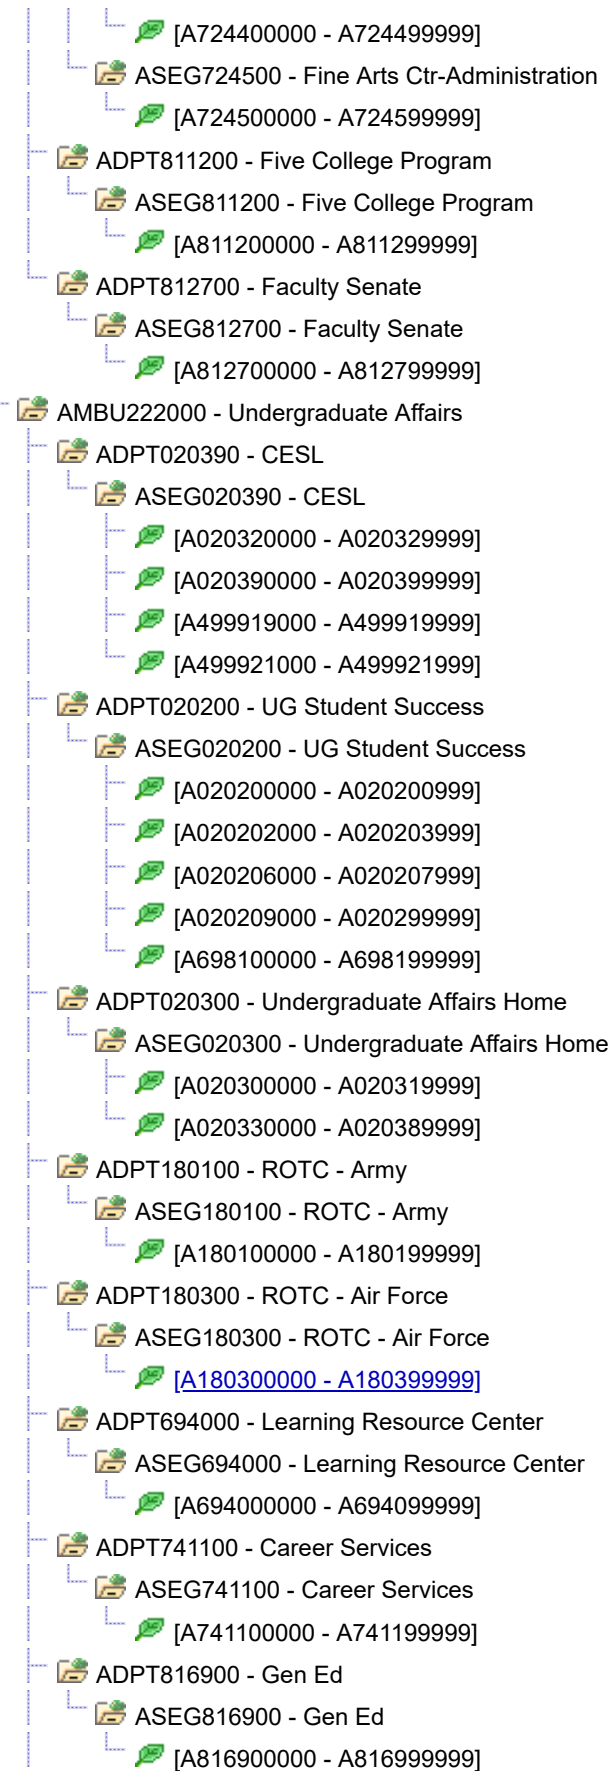 [A724400000 - A724499999]
ASEG724500 - Fine Arts Ctr-Administration
[A724500000 - A724599999]
ADPT811200 - Five College Program
ASEG811200 - Five College Program
[A811200000 - A811299999]
ADPT812700 - Faculty Senate
ASEG812700 - Faculty Senate
[A812700000 - A812799999]
AMBU222000 - Undergraduate Affairs
ADPT020390 - CESL
ASEG020390 - CESL
[A020320000 - A020329999]
[A020390000 - A020399999]
[A499919000 - A499919999]
[A499921000 - A499921999]
ADPT020200 - UG Student Success
ASEG020200 - UG Student Success
[A020200000 - A020200999]
[A020202000 - A020203999]
[A020206000 - A020207999]
[A020209000 - A020299999]
[A698100000 - A698199999]
ADPT020300 - Undergraduate Affairs Home
ASEG020300 - Undergraduate Affairs Home
[A020300000 - A020319999]
[A020330000 - A020389999]
ADPT180100 - ROTC - Army
ASEG180100 - ROTC - Army
[A180100000 - A180199999]
ADPT180300 - ROTC - Air Force
ASEG180300 - ROTC - Air Force
[A180300000 - A180399999]
ADPT694000 - Learning Resource Center
ASEG694000 - Learning Resource Center
[A694000000 - A694099999]
ADPT741100 - Career Services
ASEG741100 - Career Services
[A741100000 - A741199999]
ADPT816900 - Gen Ed
ASEG816900 - Gen Ed
[A816900000 - A816999999]